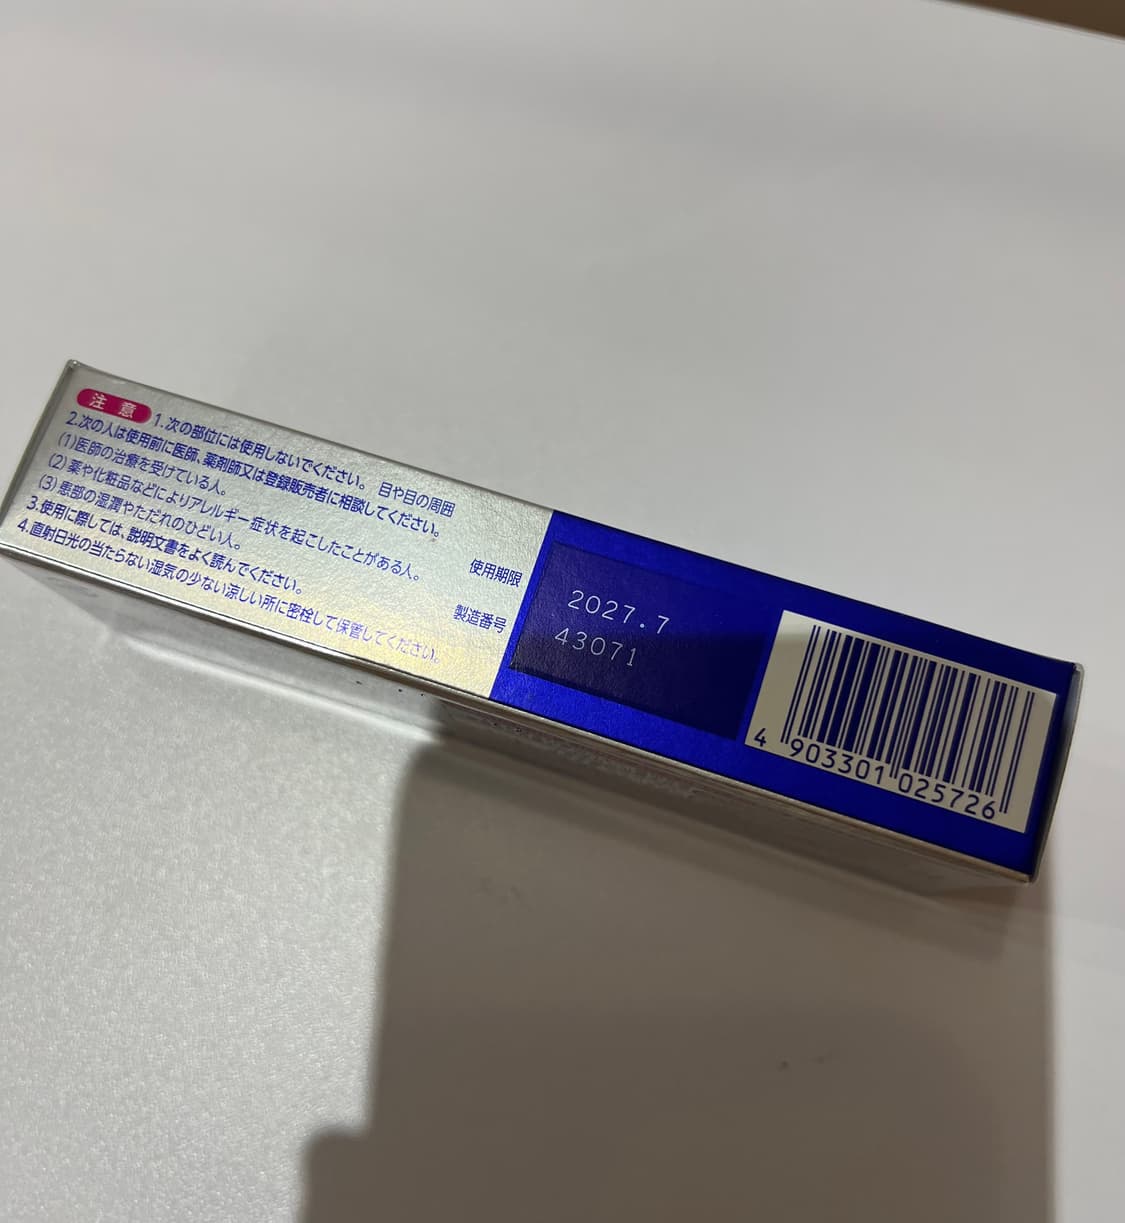 注意 1.次の部位には使用しないでください。 目や目の周囲
2.次の人は使用前に医師、薬剤師又は登録販売者に相談してください。
(1)医師の治療を受けている人。
(2)薬や化粧品などによりアレルギー症状を起こしたことがある人。
(3)患部の湿潤やただれのひどい人。
3.使用に際しては、説明文書をよく読んでください。
4.直射日光の当たらない湿気の少ない涼しい所に密栓して保管してください。
使用期限 2027.7
製造番号 43071
4 903301 025726